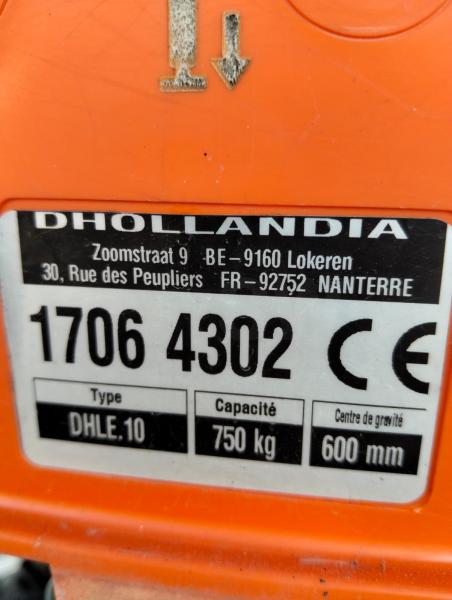 DHOLLANDIA
Zoomstraat 9 BE-9160 Lokeren
30, Rue des Peupliers FR-92752 NANTERRE
1706 4302 CE
Type
DHLE.10
Capacité
750 kg
Centre de gravité
600 mm